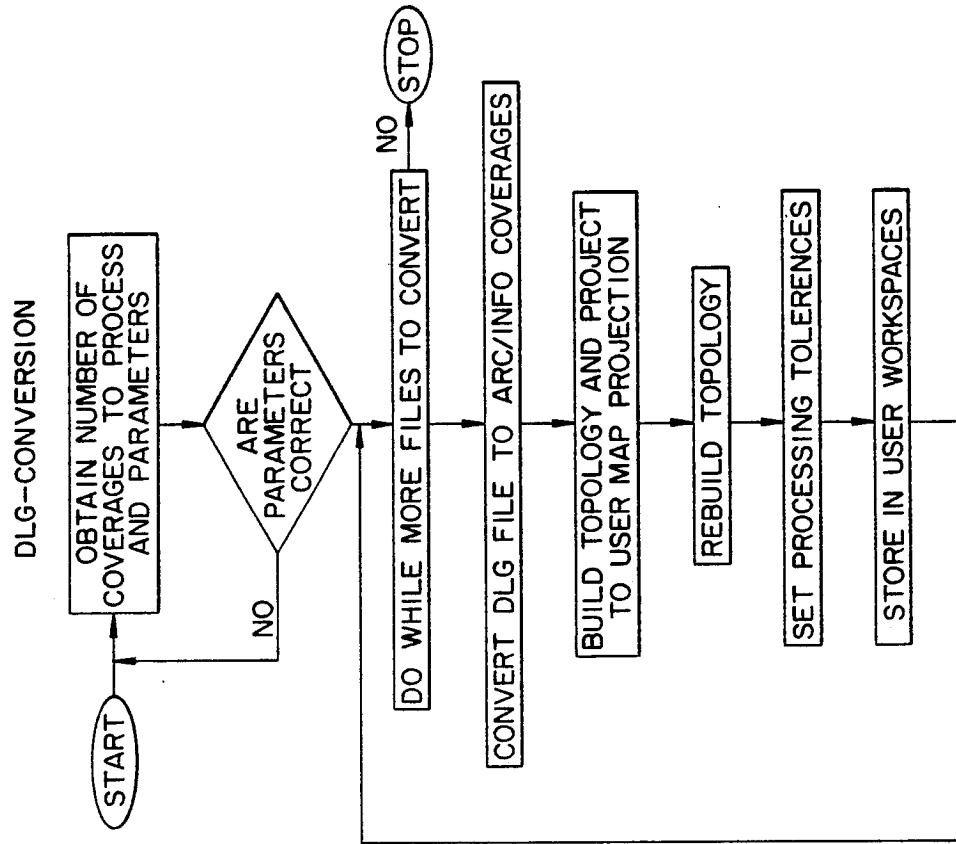 DLG-CONVERSION
START
OBTAIN NUMBER OF
COVERAGES TO PROCESS
AND PARAMETERS
ARE
PARAMETERS
CORRECT
NO
DO WHILE MORE FILES TO CONVERT
NO
STOP
CONVERT DLG FILE TO ARC/INFO COVERAGES
BUILD TOPOLOGY AND PROJECT
TO USER MAP PROJECTION
REBUILD TOPOLOGY
SET PROCESSING TOLERENCES
STORE IN USER WORKSPACES